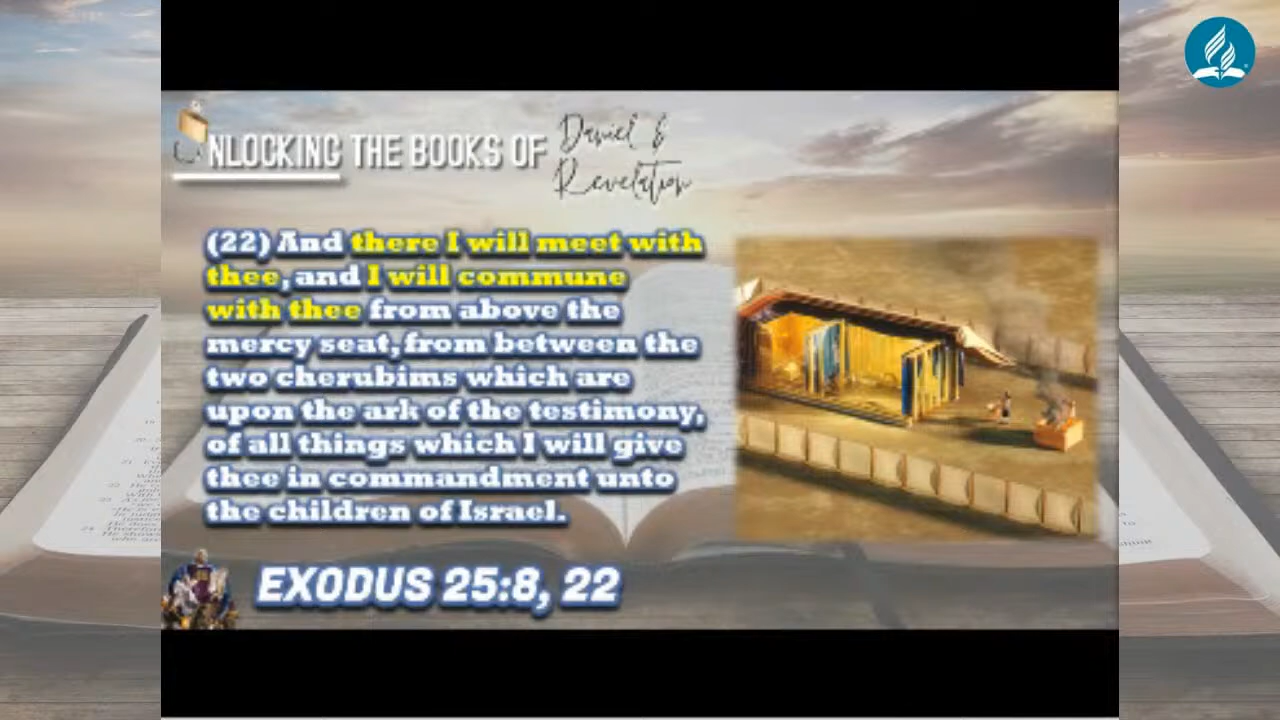 NLOCKING THE BOOKS OF Daniel &
Revelation
(22) And there I will meet with
thee, and I will commune
with thee from above the
mercy seat, from between the
two cherubims which are
upon the ark of the testimony,
of all things which I will give
thee in commandment unto
the children of Israel.
EXODUS 25:8, 22